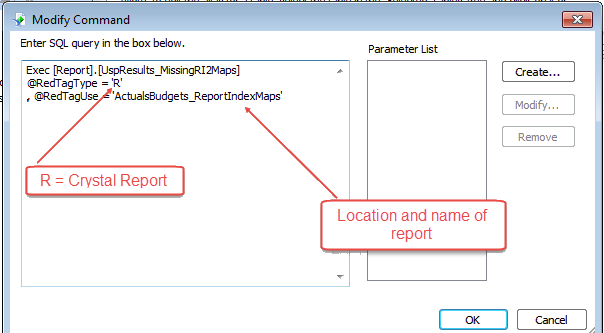 Modify Command
Enter SQL query in the box below.
Parameter List
Exec [Report].[UspResults_MissingRI2Maps]
@RedTagType = 'R'
, @RedTagUse = 'ActualsBudgets_ReportIndexMaps'
Create...
Modify...
Remove
R = Crystal Report
Location and name of
report
OK
Cancel